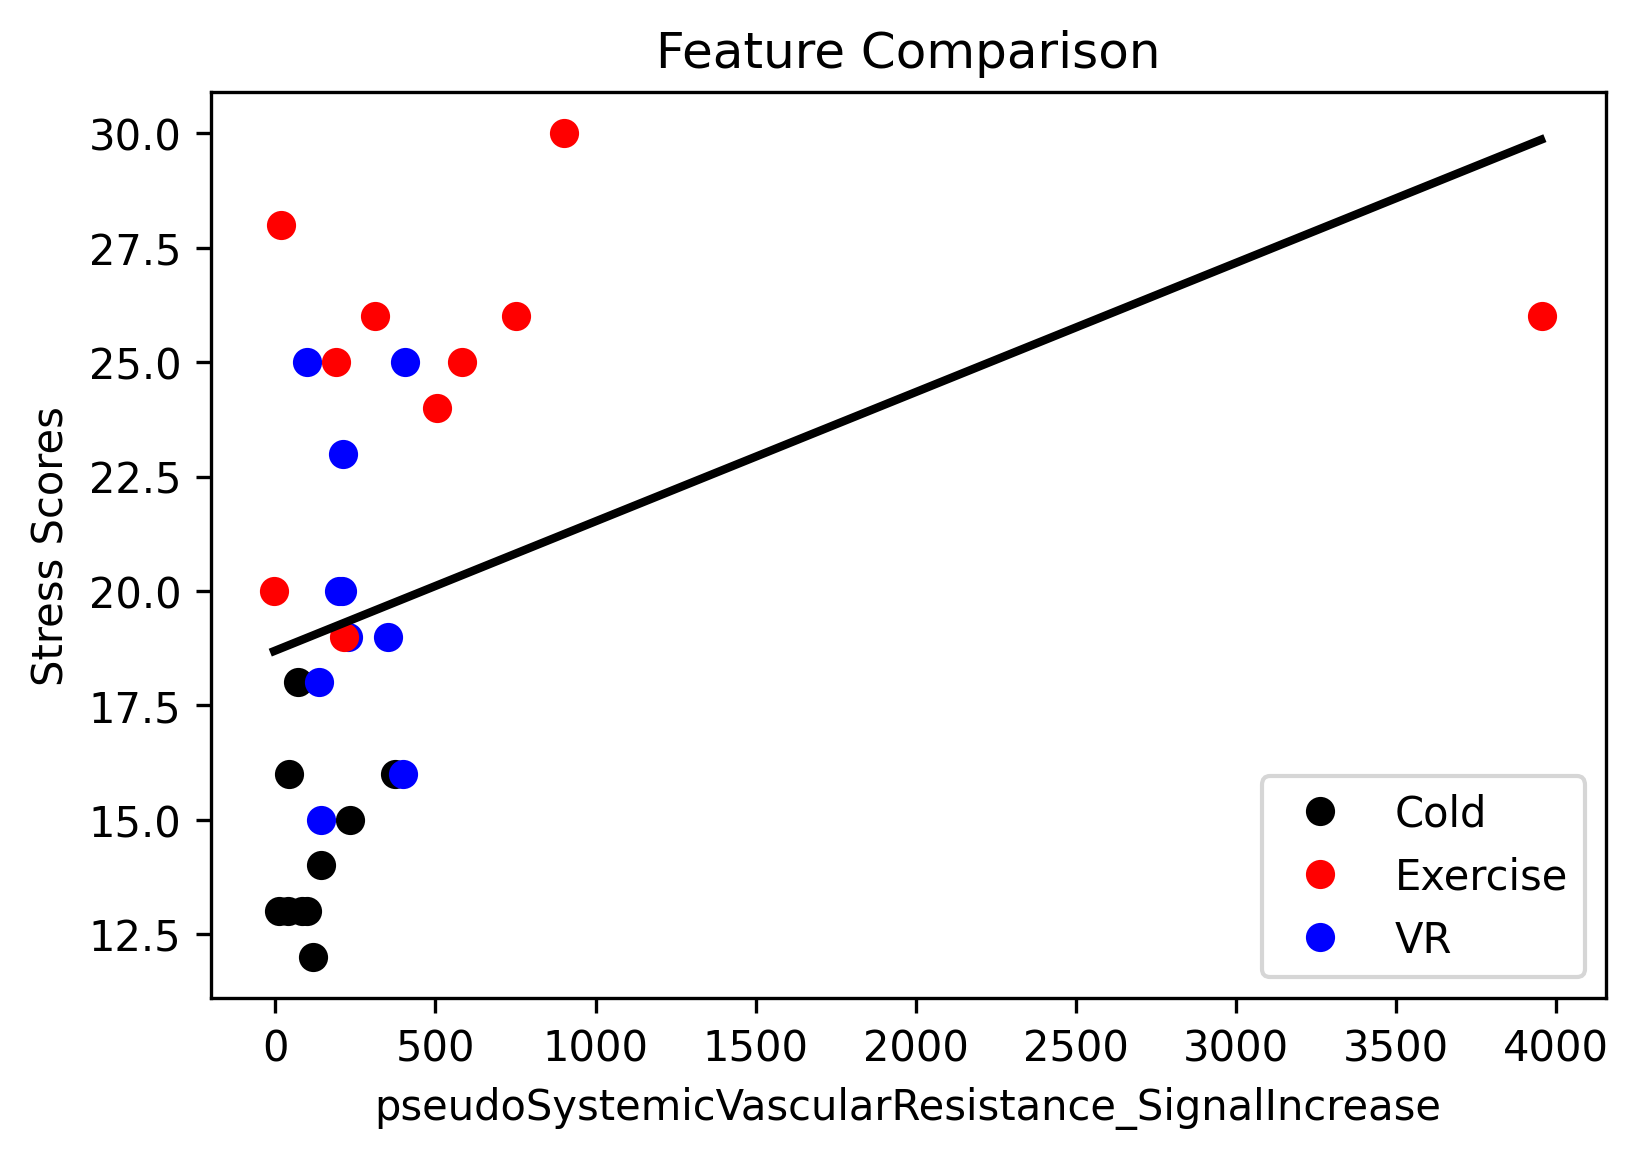 Feature Comparison
30.0
27.5
25.0
22.5
20.0
17.5
15.0
12.5
Stress Scores
Cold
Exercise
VR
0 500 1000 1500 2000 2500 3000 3500 4000
pseudoSystemicVascularResistance_SignalIncrease